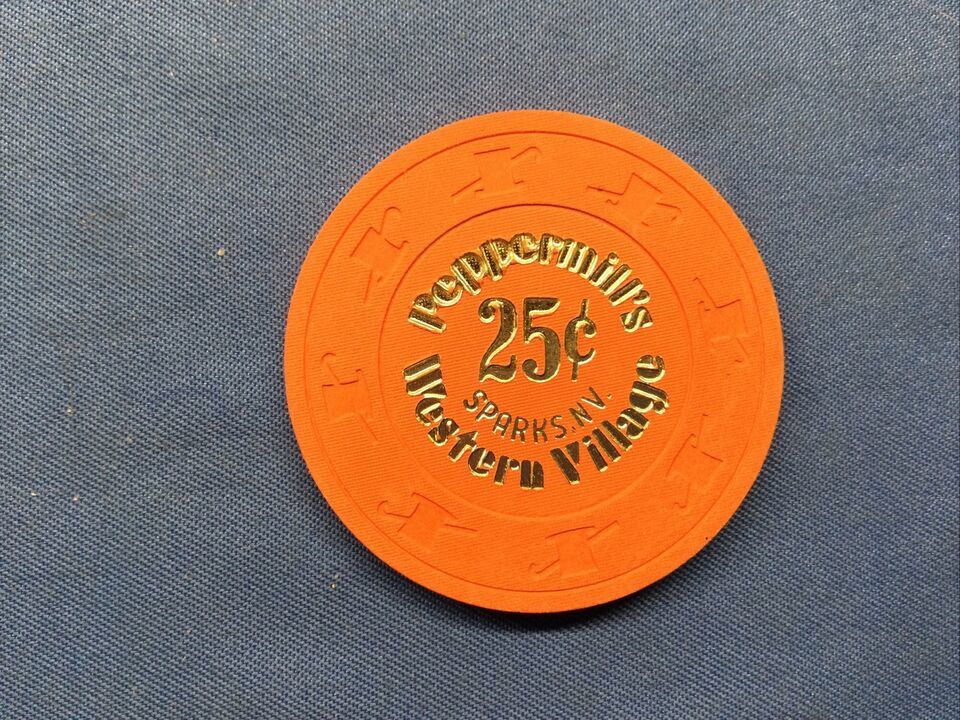 Peppermill's
25¢
SPARKS, NV.
Western Village